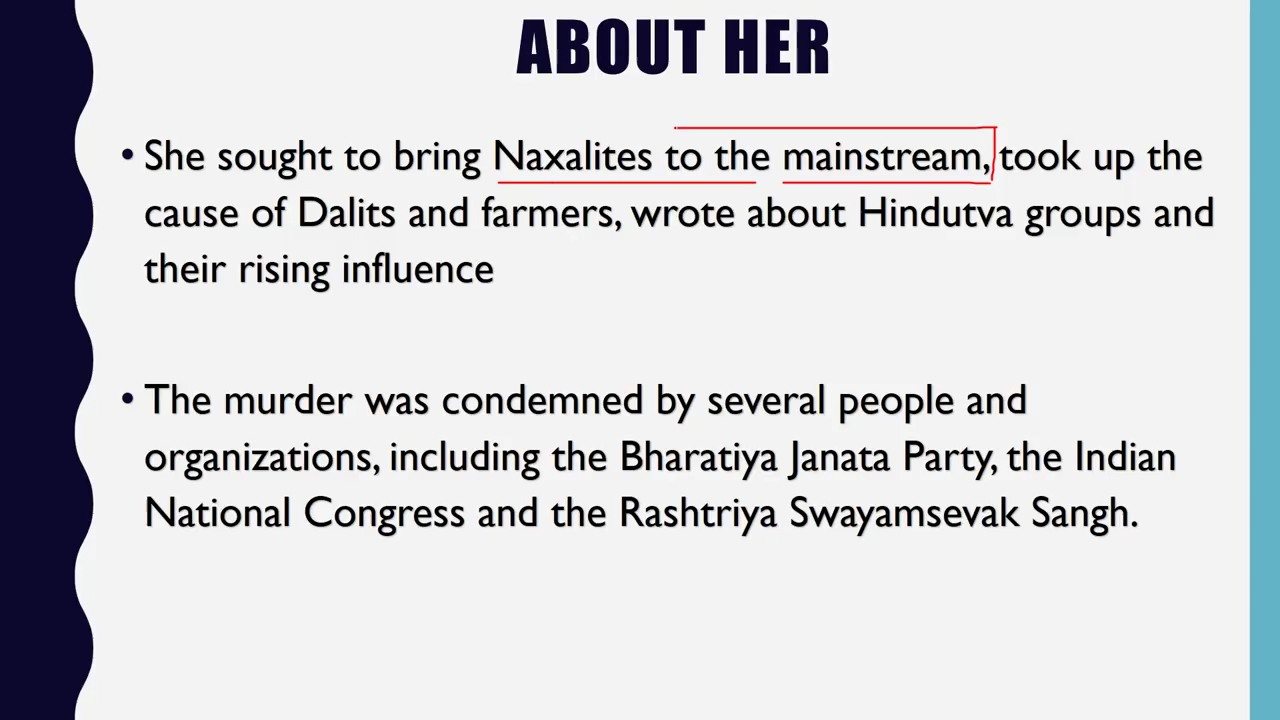 ABOUT HER
• She sought to bring Naxalites to the mainstream, took up the
cause of Dalits and farmers, wrote about Hindutva groups and
their rising influence
• The murder was condemned by several people and
organizations, including the Bharatiya Janata Party, the Indian
National Congress and the Rashtriya Swayamsevak Sangh.